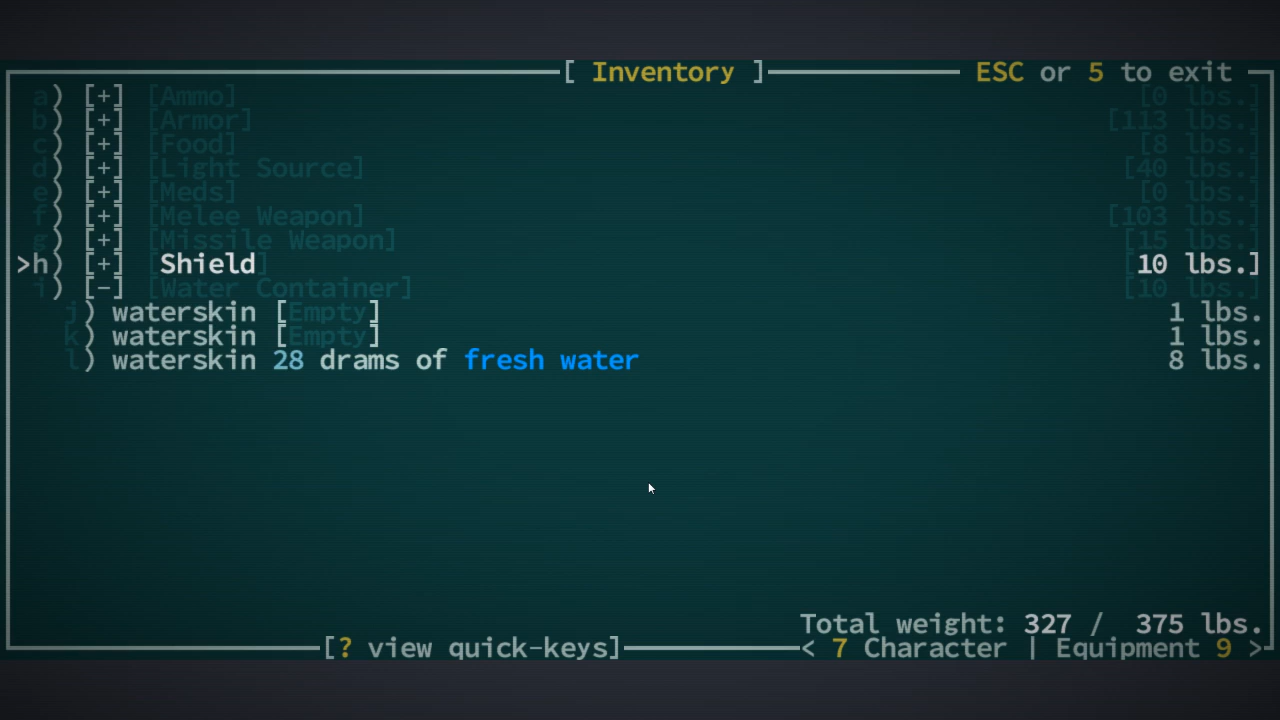 [ Inventory ] ESC or 5 to exit
a) [+] [Ammo] [0 lbs.]
b) [+] [Armor] [113 lbs.]
c) [+] [Food] [8 lbs.]
d) [+] [Light Source] [40 lbs.]
e) [+] [Meds] [0 lbs.]
f) [+] [Melee Weapon] [103 lbs.]
g) [+] [Missile Weapon] [15 lbs.]
>h) [+] [Shield] [10 lbs.]
i) [-] [Water Container] [10 lbs.]
j) waterskin [Empty] 1 lbs.
k) waterskin [Empty] 1 lbs.
l) waterskin 28 drams of fresh water 8 lbs.
Total weight: 327 / 375 lbs.
[? view quick-keys] < 7 Character | Equipment 9 >